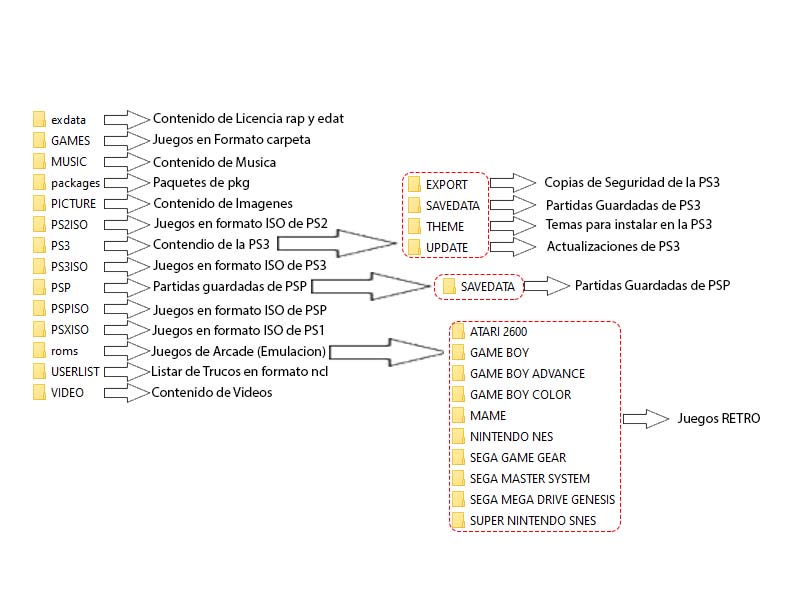 exdata Contenido de Licencia rap y edat
GAMES Juegos en Formato carpeta
MUSIC Contenido de Musica
packages Paquetes de pkg
PICTURE Contenido de Imagenes
PS2ISO Juegos en formato ISO de PS2
PS3 Contendio de la PS3
PS3ISO Juegos en formato ISO de PS3
PSP Partidas guardadas de PSP
PSPISO Juegos en formato ISO de PSP
PSXISO Juegos en formato ISO de PS1
roms Juegos de Arcade (Emulacion)
USERLIST Listar de Trucos en formato ncl
VIDEO Contenido de Videos
EXPORT Copias de Seguridad de la PS3
SAVEDATA Partidas Guardadas de PS3
THEME Temas para instalar en la PS3
UPDATE Actualizaciones de PS3
SAVEDATA Partidas Guardadas de PSP
ATARI 2600
GAME BOY
GAME BOY ADVANCE
GAME BOY COLOR
MAME
NINTENDO NES
SEGA GAME GEAR
SEGA MASTER SYSTEM
SEGA MEGA DRIVE GENESIS
SUPER NINTENDO SNES
Juegos RETRO